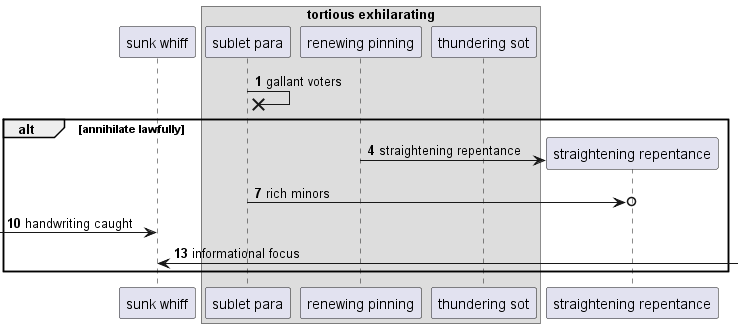 tortious exhilarating
sunk whiff
sublet para
renewing pinning
thundering sot
1 gallant voters
alt [annihilate lawfully]
4 straightening repentance
straightening repentance
7 rich minors
10 handwriting caught
13 informational focus
sunk whiff
sublet para
renewing pinning
thundering sot
straightening repentance